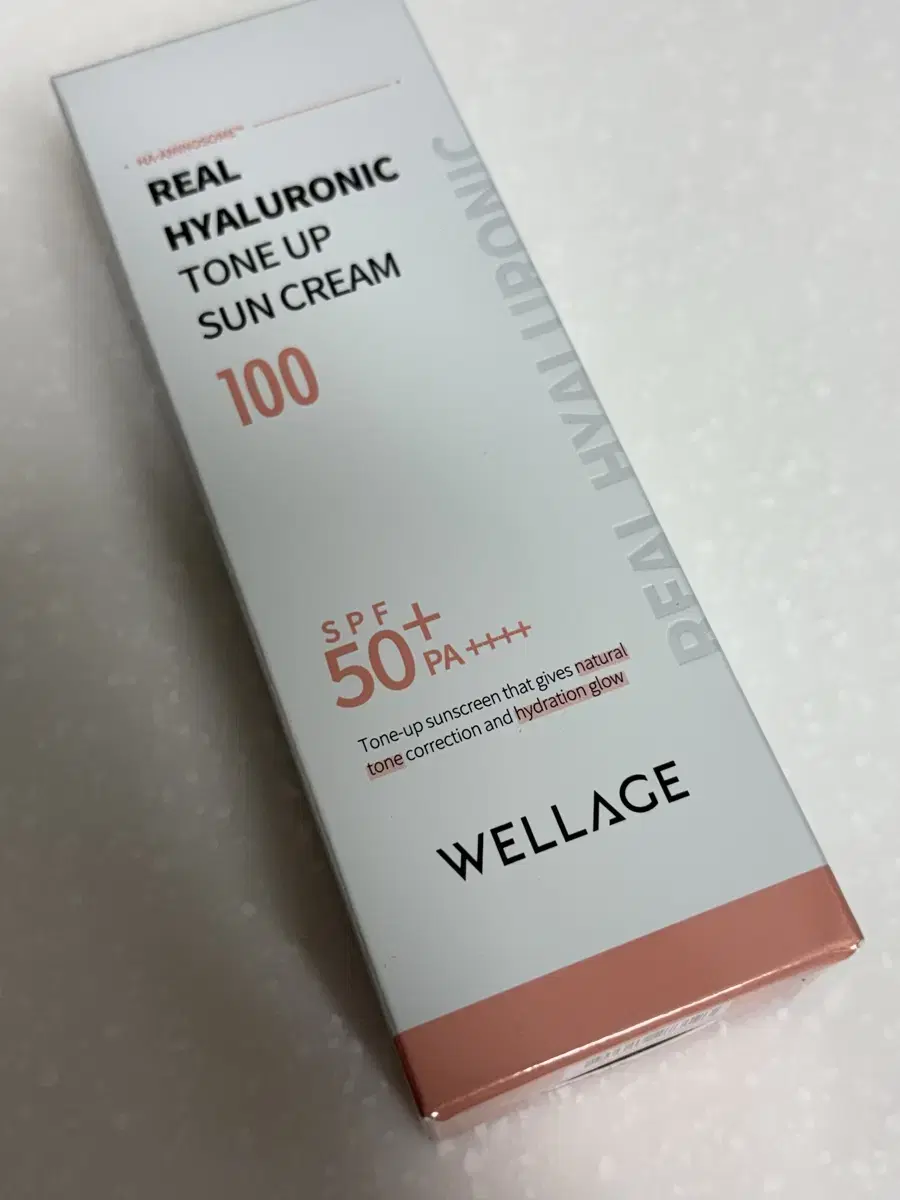 HA-AMINOSOME™
REAL
HYALURONIC
TONE UP
SUN CREAM
100
SPF
50+
PA++++
Tone-up sunscreen that gives natural
tone correction and hydration glow
WELLAGE
REAL HYALURONIC